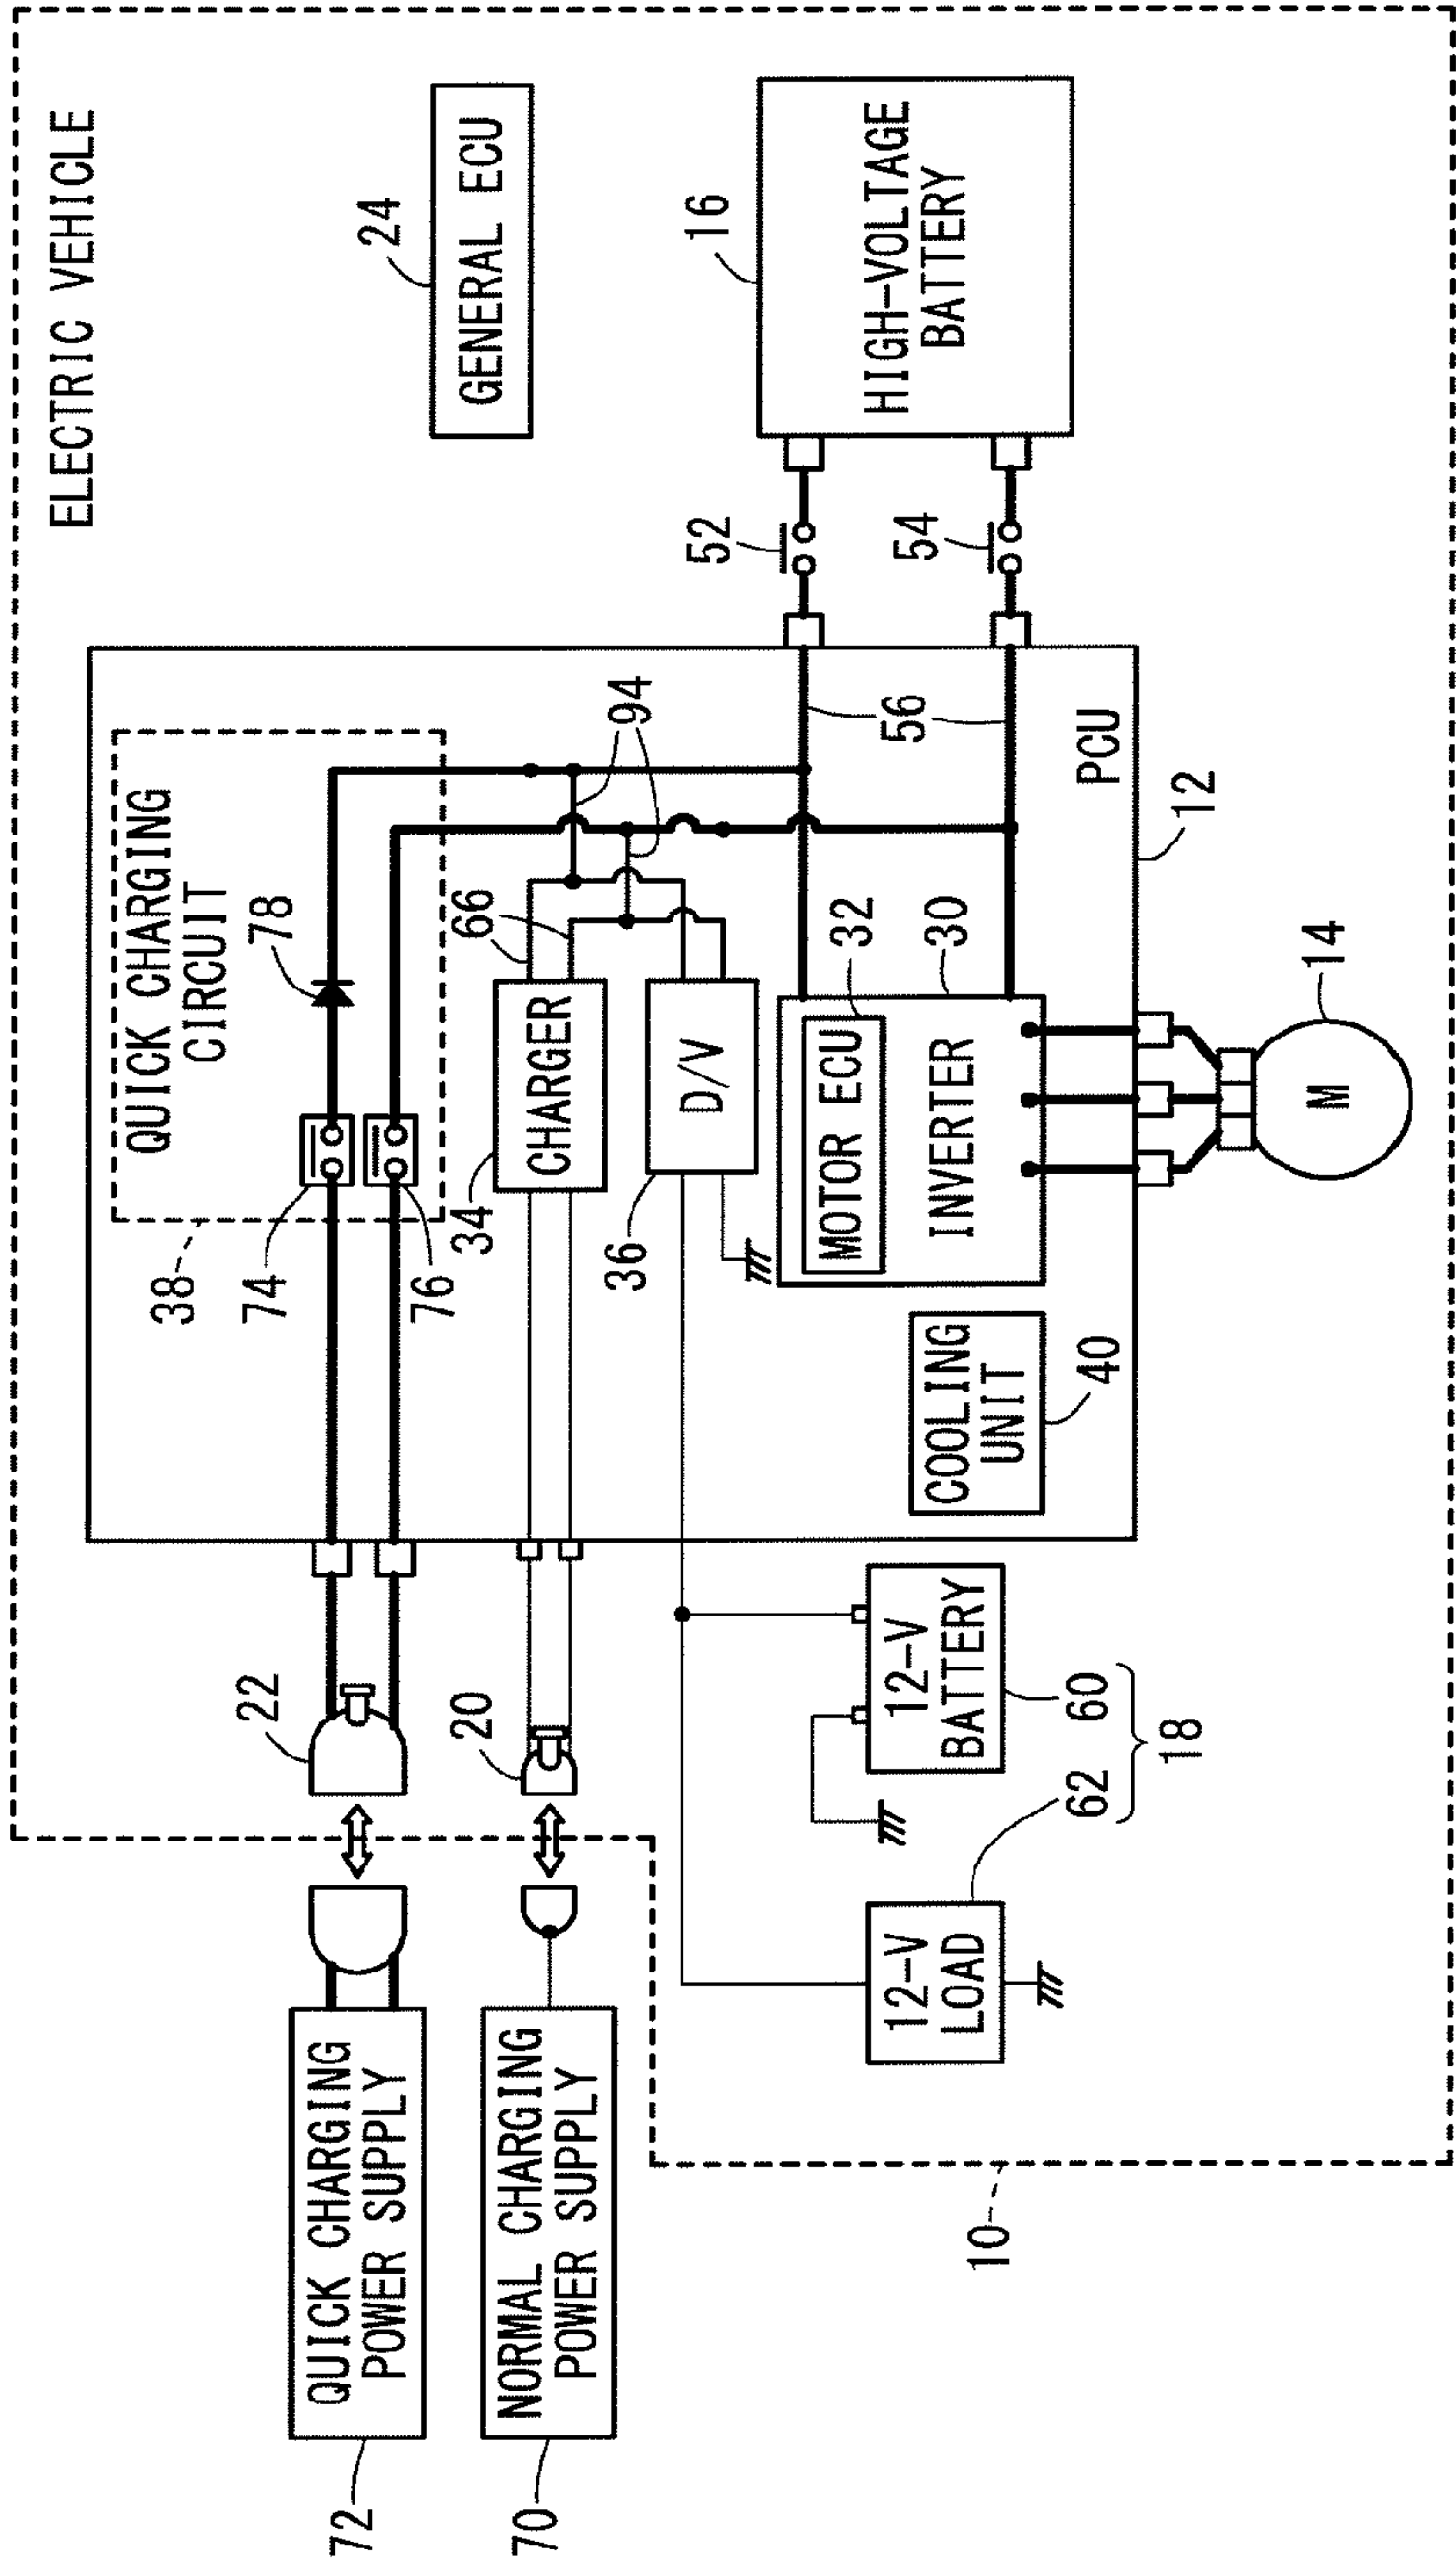 ELECTRIC VEHICLE
24
GENERAL ECU
16
HIGH-VOLTAGE
BATTERY
52
54
QUICK CHARGING
CIRCUIT
78
94
66
56
PCU
12
38
74
76
34
CHARGER
36
D/V
32
30
MOTOR ECU
INVERTER
14
M
COOLING
UNIT
40
22
20
12-V
BATTERY
60
62
18
12-V
LOAD
QUICK CHARGING
POWER SUPPLY
72
NORMAL CHARGING
POWER SUPPLY
70
10